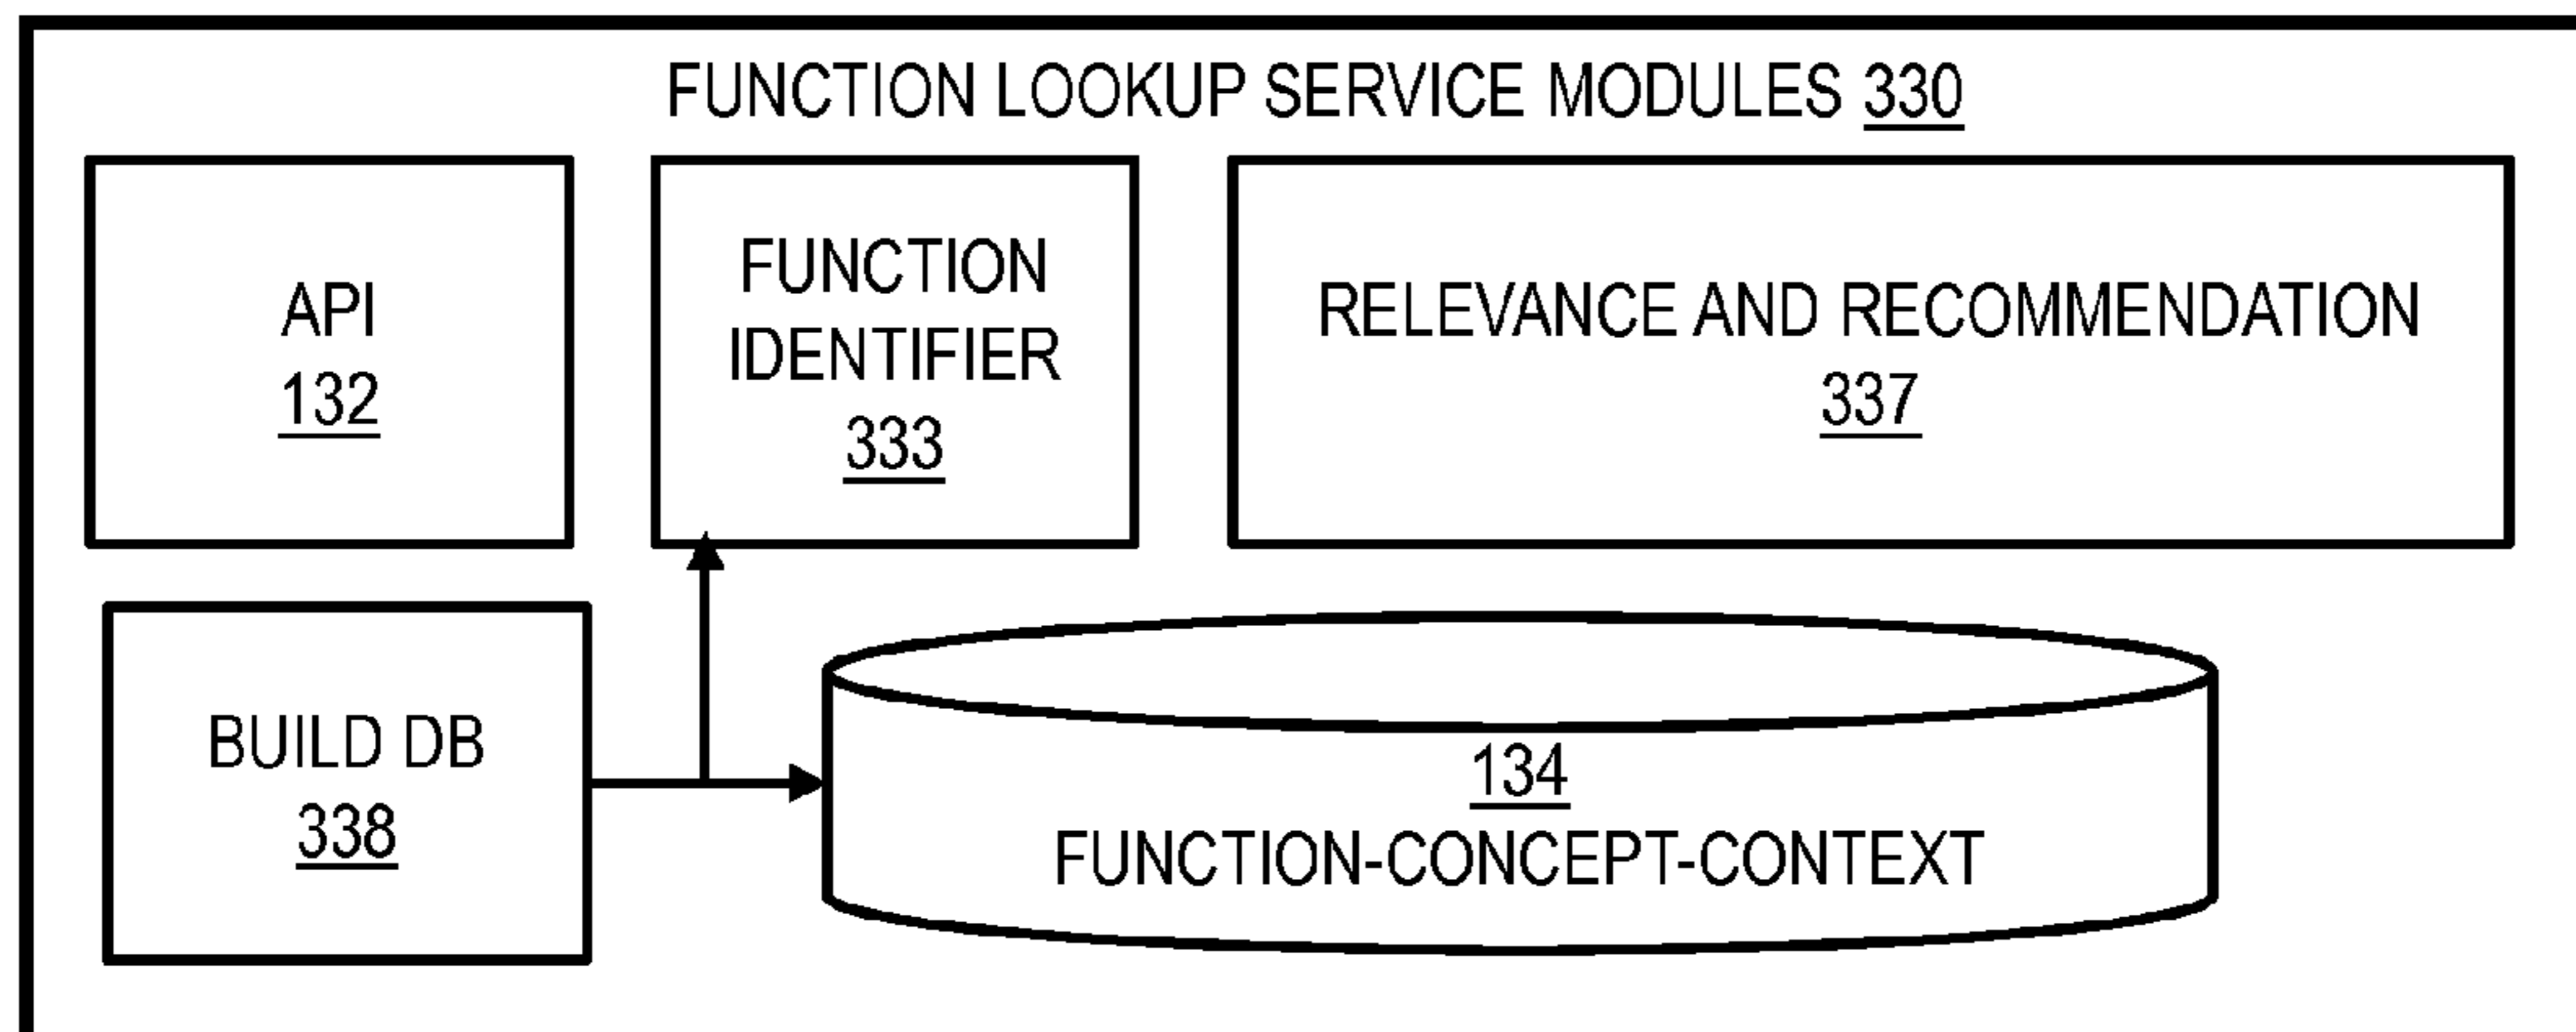 FUNCTION LOOKUP SERVICE MODULES 330
API
132
FUNCTION
IDENTIFIER
333
RELEVANCE AND RECOMMENDATION
337
BUILD DB
338
134
FUNCTION-CONCEPT-CONTEXT